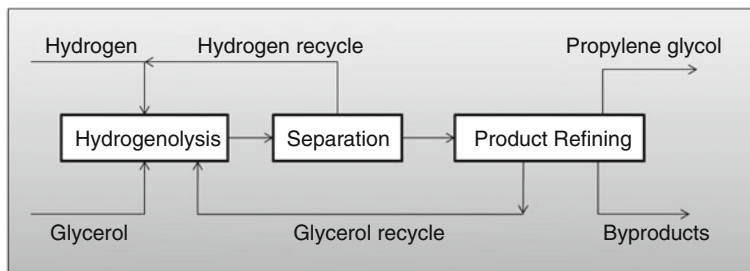 Hydrogen
Hydrogen recycle
Propylene glycol
Hydrogenolysis
Separation
Product Refining
Glycerol
Glycerol recycle
Byproducts